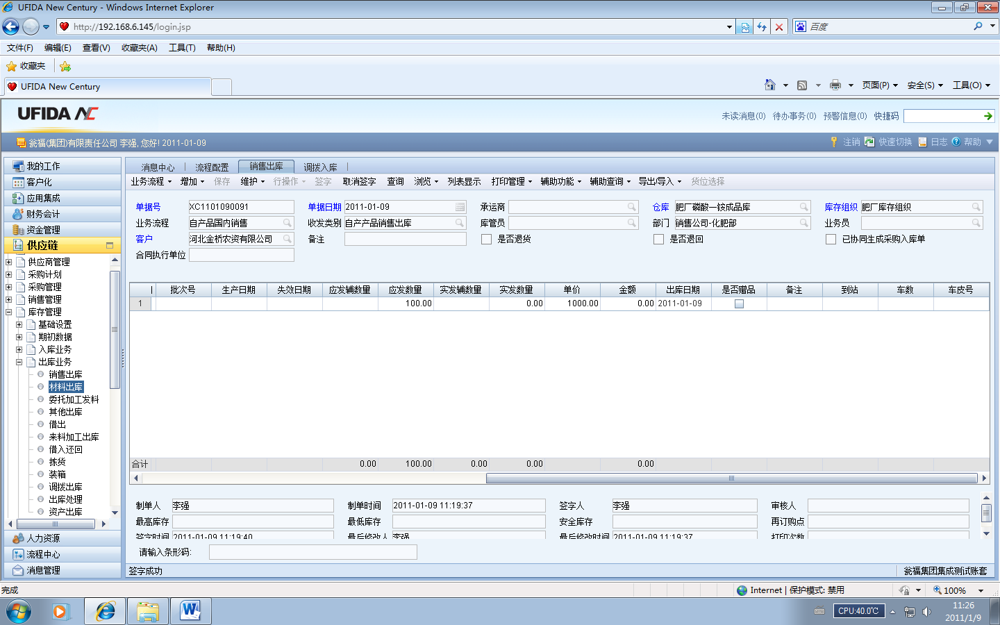 UFIDA New Century - Windows Internet Explorer
http://192.168.6.145/login.jsp
百度
文件(F) 编辑(E) 查看(V) 收藏夹(A) 工具(T) 帮助(H)
收藏夹
UFIDA New Century
页面(P) 安全(S) 工具(O)
UFIDA NC
未读消息(0) 待办事务(0) 预警信息(0) 快捷码
瓮福(集团)有限责任公司 李强, 您好! 2011-01-09
注销 快速切换 日志 帮助
我的工作
客户化
应用集成
财务会计
资金管理
供应链
供应商管理
采购计划
采购管理
销售管理
库存管理
基础设置
期初数据
入库业务
出库业务
销售出库
材料出库
委托加工发料
其他出库
借出
来料加工出库
借入还回
拣货
装箱
调拨出库
出库处理
资产出库
人力资源
流程中心
消息管理
消息中心 流程配置 销售出库 调拨入库
业务流程 增加 保存 维护 行操作 签字 取消签字 查询 浏览 列表显示 打印管理 辅助功能 辅助查询 导出/导入 货位选择
单据号 XC1101090091 单据日期 2011-01-09 承运商 仓库 肥厂磷酸一铵成品库 库存组织 肥厂库存组织
业务流程 自产品国内销售 收发类别 自产产品销售出库 库管员 部门 销售公司-化肥部 业务员
客户 河北金桥农资有限公司 备注 是否退货 是否退回 已协同生成采购入库单
合同执行单位
批次号 生产日期 失效日期 应发辅数量 应发数量 实发辅数量 实发数量 单价 金额 出库日期 是否赠品 备注 到站 车数 车皮号
1 100.00 0.00 1000.00 0.00 2011-01-09
合计 0.00 100.00 0.00 0.00 0.00
制单人 李强 制单时间 2011-01-09 11:19:37 签字人 李强 审核人
最高库存 最低库存 安全库存 再订购点
签字时间 2011-01-09 11:19:40 最后修改人 李强 最后修改时间 2011-01-09 11:19:37 打印次数
请输入条形码:
签字成功
瓮福集团集成测试账套
完成
Internet | 保护模式: 禁用
100%
CPU:40.0℃
11:26
2011/1/9